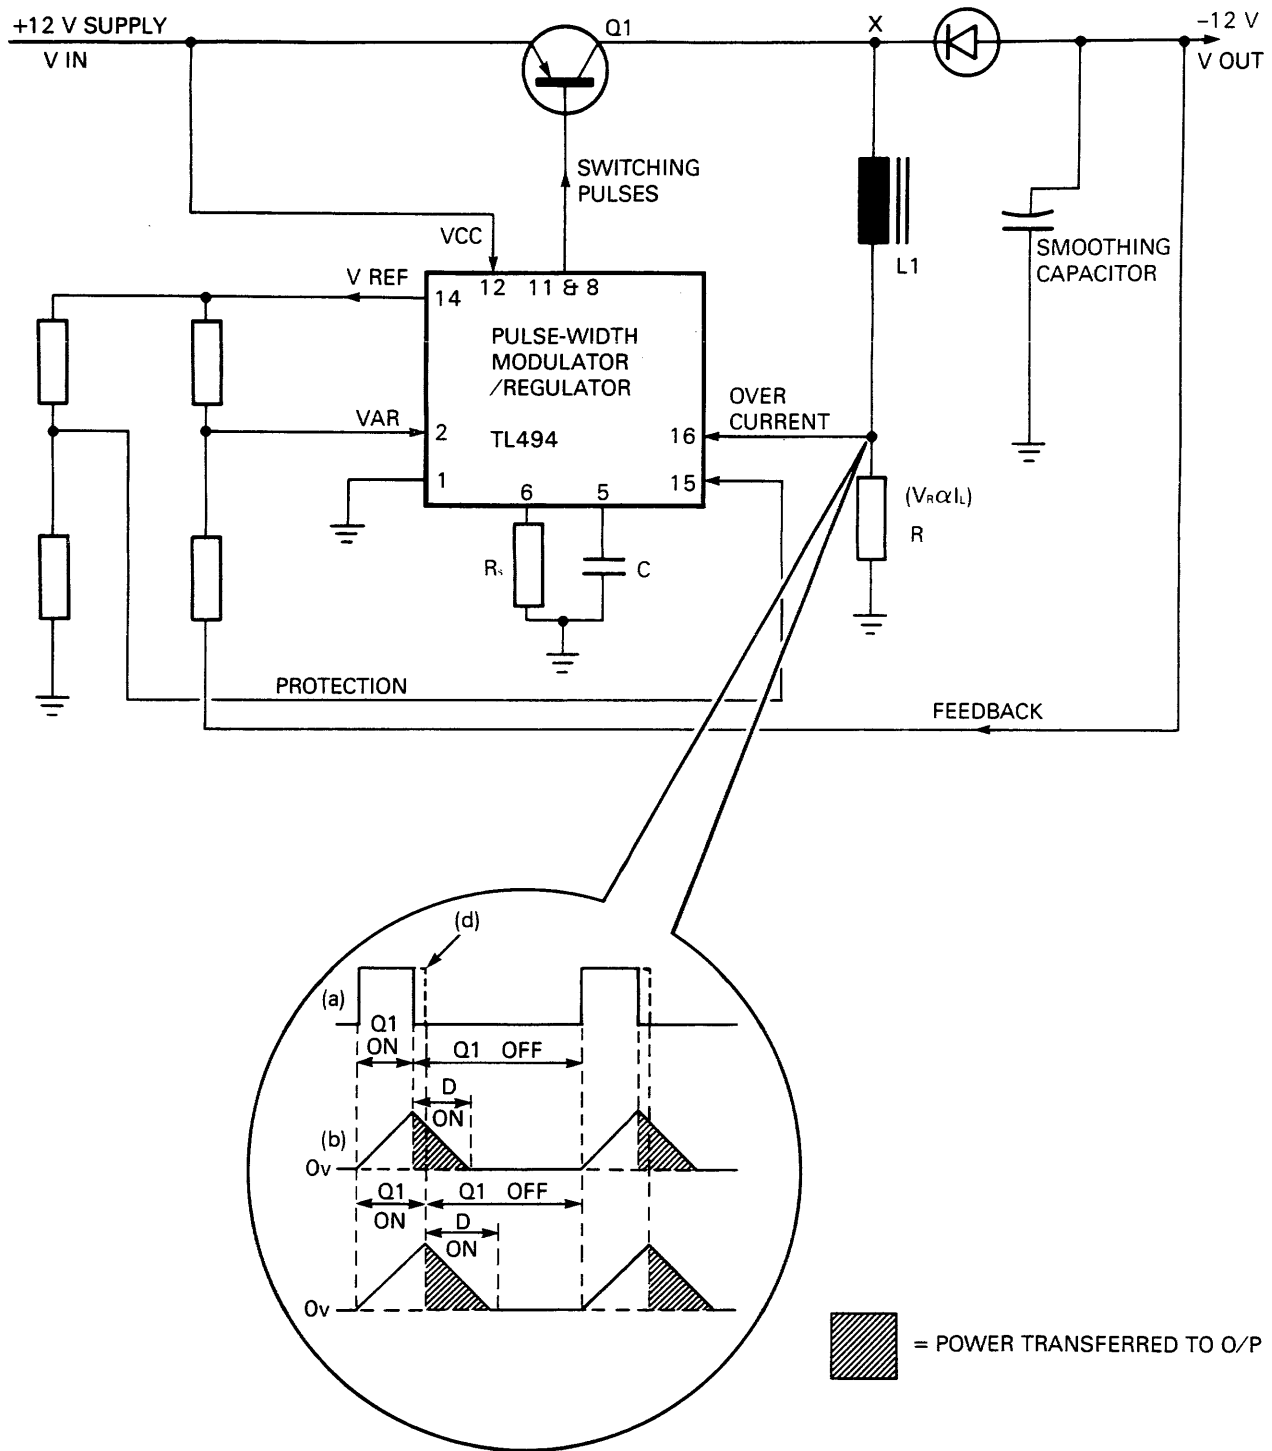 +12 V SUPPLY
V IN
Q1
X
–12 V
V OUT
SWITCHING
PULSES
VCC
V REF
14
12
11 & 8
PULSE-WIDTH
MODULATOR
/REGULATOR
TL494
VAR
2
1
6
5
16
15
OVER
CURRENT
L1
SMOOTHING
CAPACITOR
(VRαIL)
R
Rs
C
PROTECTION
FEEDBACK
(d)
(a)
Q1
ON
Q1 OFF
D
ON
(b)
0v
Q1
ON
Q1 OFF
D
ON
0v
= POWER TRANSFERRED TO O/P